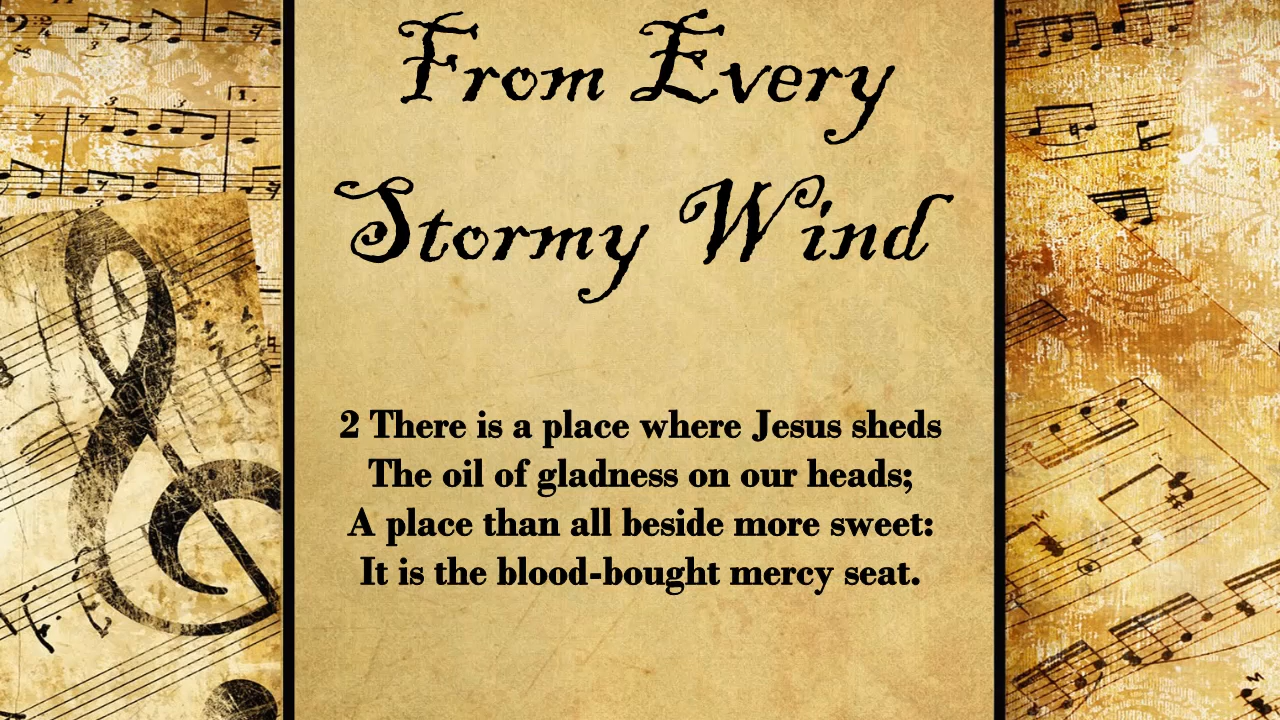 From Every
Stormy Wind
2 There is a place where Jesus sheds
The oil of gladness on our heads;
A place than all beside more sweet:
It is the blood-bought mercy seat.